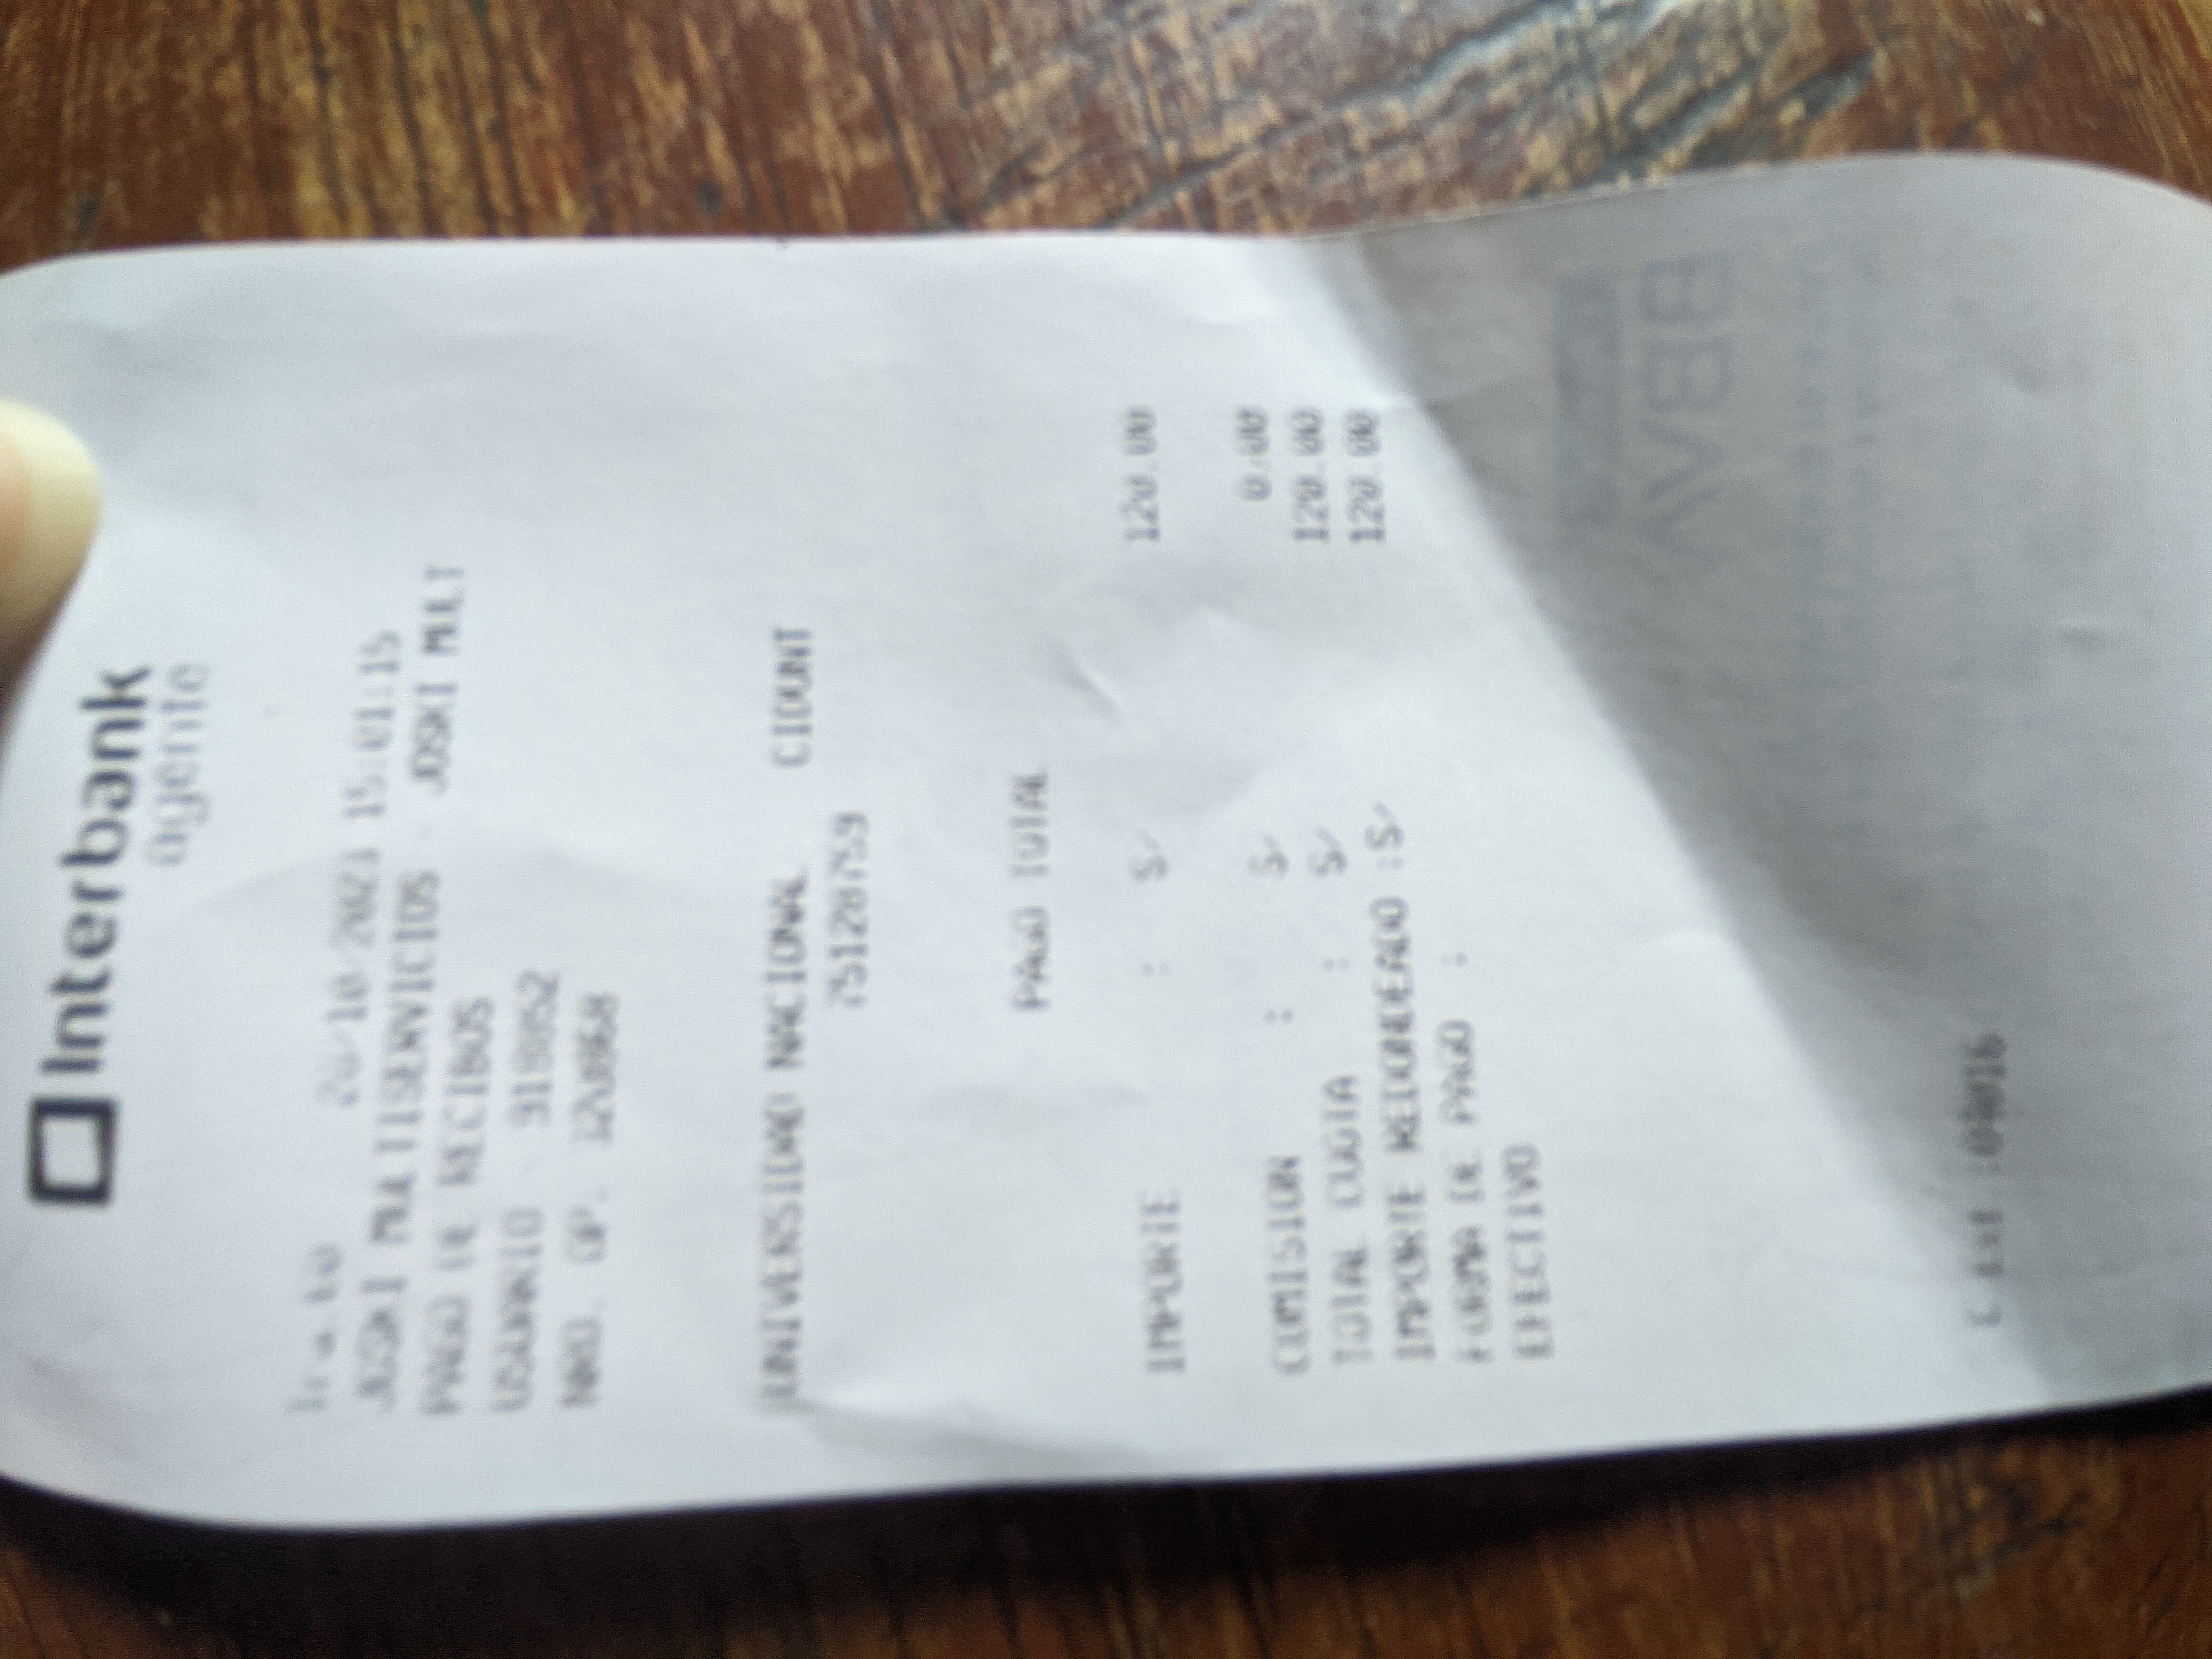 Interbank
agente
20/10/2023 15:01:15
JOSKI MULTISERVICIOS - JOSKI MULT
PAGO DE RECIBOS
USUARIO :
NRO. OP.
UNIVERSIDAD NACIONAL CIDUNT
75128759
PAGO TOTAL
IMPORTE : S/ 120.00
COMISION : S/ 0.00
TOTAL CUOTA : S/ 120.00
IMPORTE REDONDEADO :S/ 120.00
FORMA DE PAGO :
EFECTIVO
BBVA